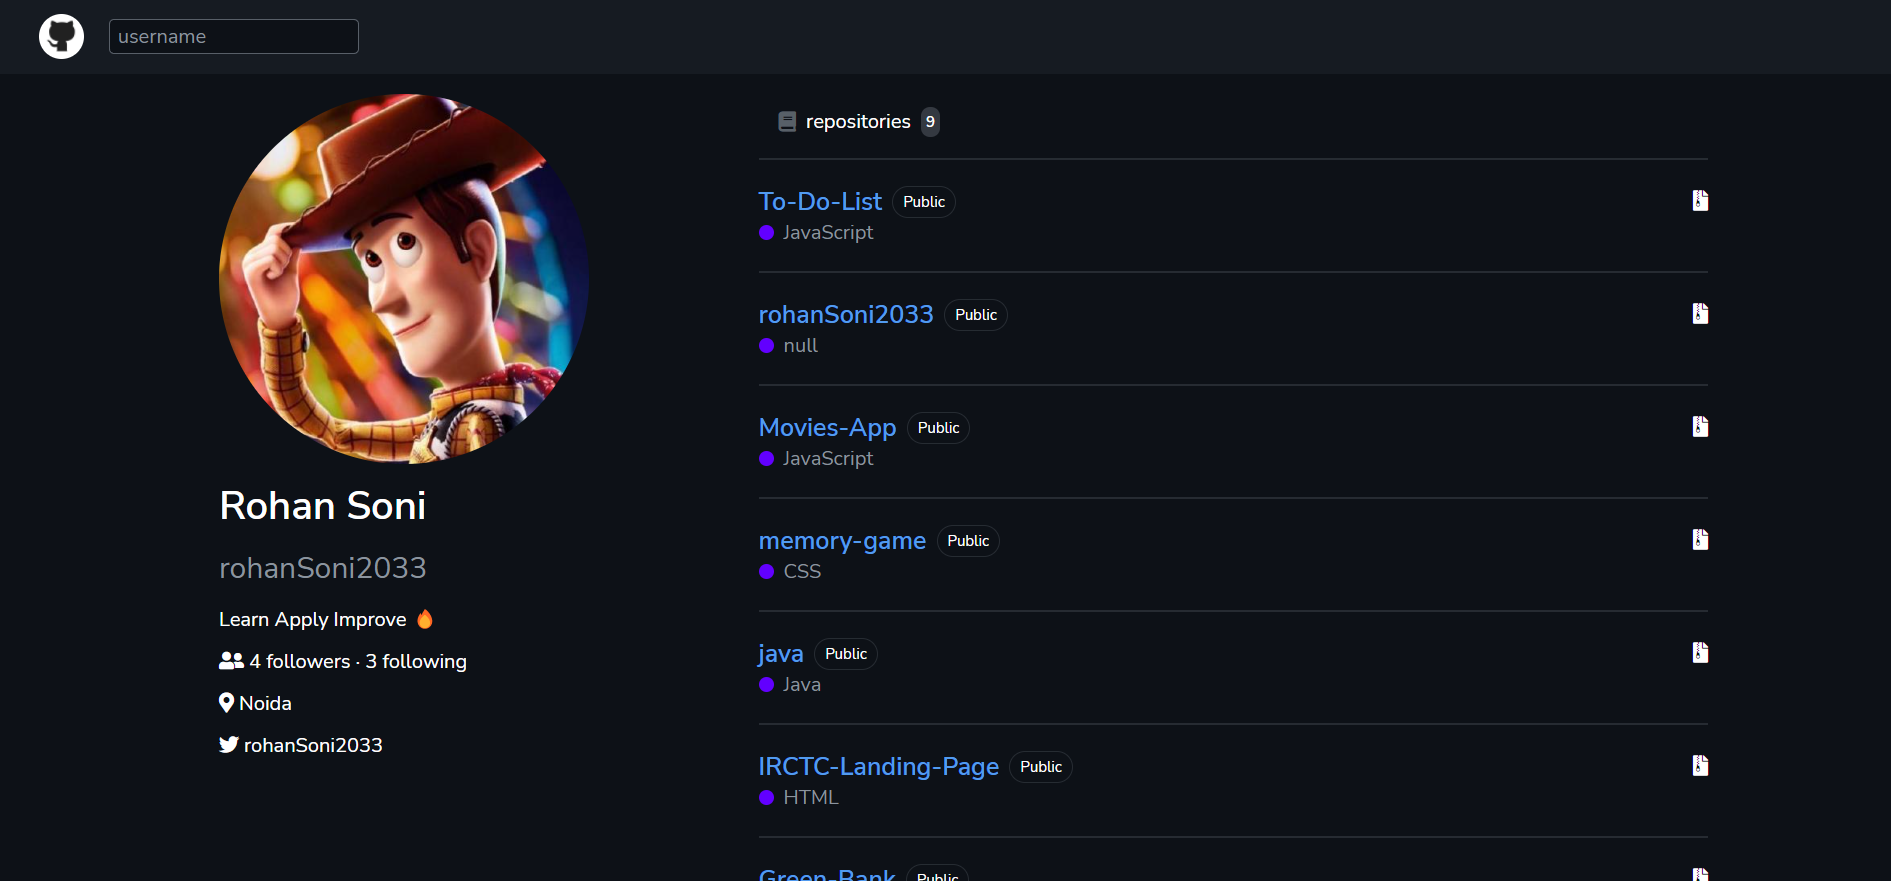 username
Rohan Soni
rohanSoni2033
Learn Apply Improve 🔥
4 followers · 3 following
Noida
rohanSoni2033
repositories 9
To-Do-List Public
JavaScript
rohanSoni2033 Public
null
Movies-App Public
JavaScript
memory-game Public
CSS
java Public
Java
IRCTC-Landing-Page Public
HTML
Green-Bank Public